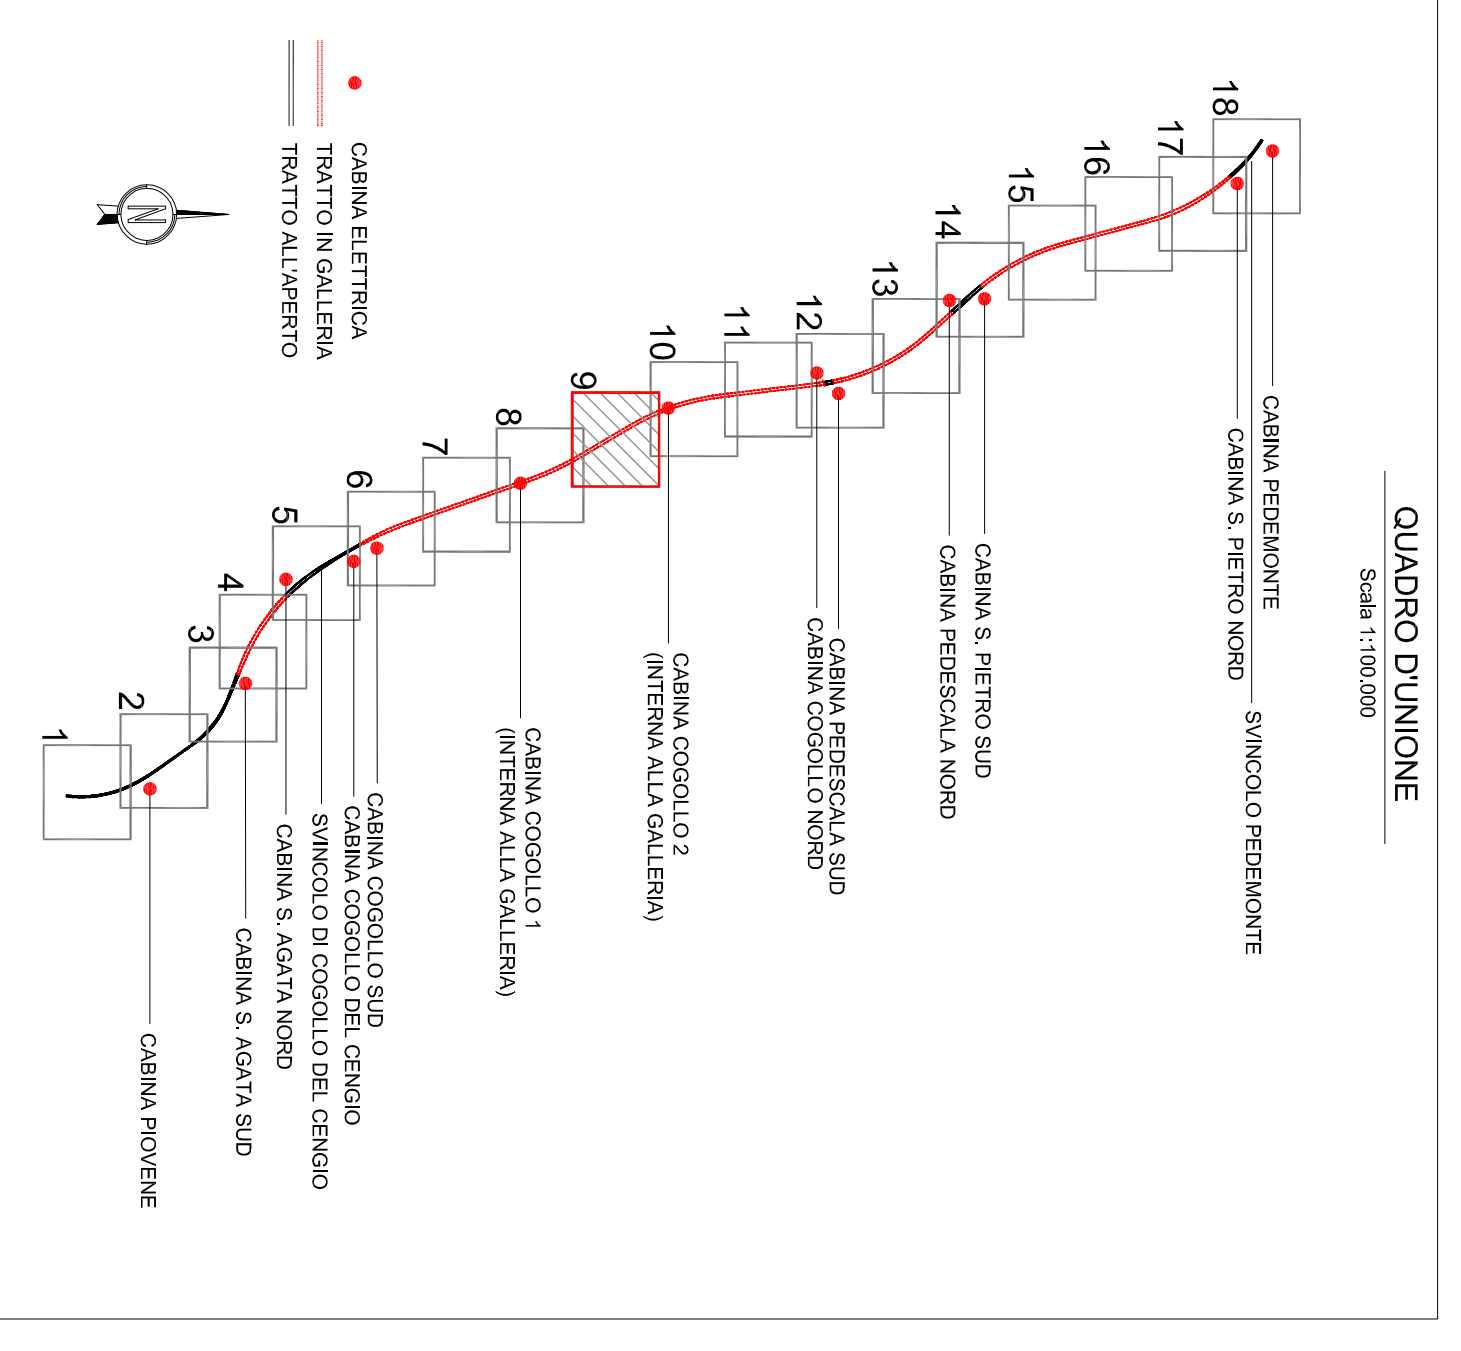 QUADRO D'UNIONE
Scala 1:100.000
18
17
16
15
14
13
12
11
10
9
8
7
6
5
4
3
2
1
CABINA PEDEMONTE
SVINCOLO PEDEMONTE
CABINA S. PIETRO NORD
CABINA S. PIETRO SUD
CABINA PEDESCALA NORD
CABINA PEDESCALA SUD
CABINA COGOLLO NORD
CABINA COGOLLO 2
(INTERNA ALLA GALLERIA)
CABINA COGOLLO 1
(INTERNA ALLA GALLERIA)
CABINA COGOLLO SUD
CABINA COGOLLO DEL CENGIO
SVINCOLO DI COGOLLO DEL CENGIO
CABINA S. AGATA NORD
CABINA S. AGATA SUD
CABINA PIOVENE
CABINA ELETTRICA
TRATTO IN GALLERIA
TRATTO ALL'APERTO
N